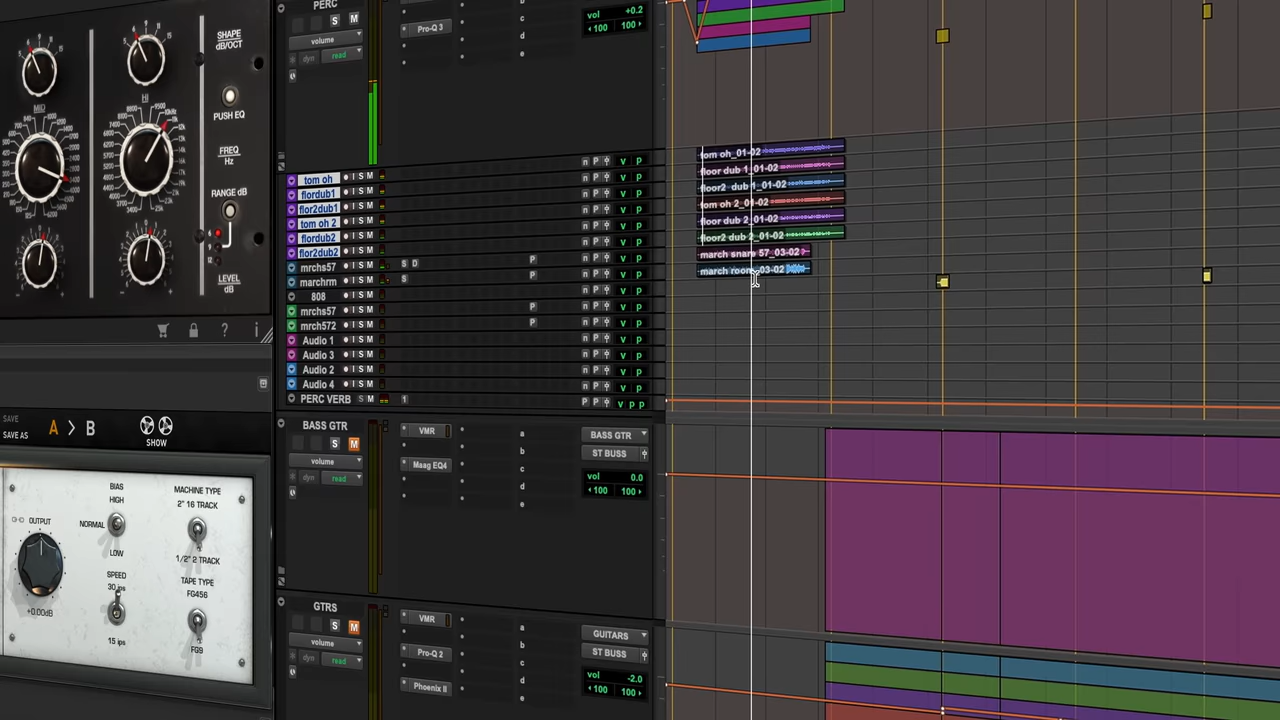 SHAPE
dB/OCT
PUSH EQ
MID
HI
FREQ
Hz
RANGE dB
LEVEL
dB
SAVE
SAVE AS
A > B
SHOW
BIAS
HIGH
MACHINE TYPE
2" 16 TRACK
OUTPUT
NORMAL
LOW
1/2" 2 TRACK
SPEED
30 ips
TAPE TYPE
FG456
+0.00dB
15 ips
FG9
PERC
S M
volume
dyn read
Pro-Q 3
c
d
e
vol +0.2
100 100
tom oh I S M n P v p
flordub1 I S M n P v p
flor2dub1 I S M n P v p
tom oh 2 I S M n P v p
flordub2 I S M n P v p
flor2dub2 I S M n P v p
mrchs57 I S M S D P n P v p
marchrm I S M S P n P v p
808 I S M n P v p
mrchs57 I S M P n P v p
mrch572 I S M P n P v p
Audio 1 I S M n P v p
Audio 3 I S M n P v p
Audio 2 I S M n P v p
Audio 4 I S M n P v p
PERC VERB S M 1 P v p p
tom oh_01-02
floor dub 1_01-02
floor2 dub 1_01-02
tom oh 2_01-02
floor dub 2_01-02
floor2 dub 2_01-02
march snare 57_03-02
march room_03-02
BASS GTR
S M
volume
dyn read
VMR
Maag EQ4
a
b
c
d
e
BASS GTR
ST BUSS
vol 0.0
100 100
GTRS
S M
volume
dyn read
VMR
Pro-Q 2
Phoenix II
a
b
c
d
e
GUITARS
ST BUSS
vol -2.0
100 100